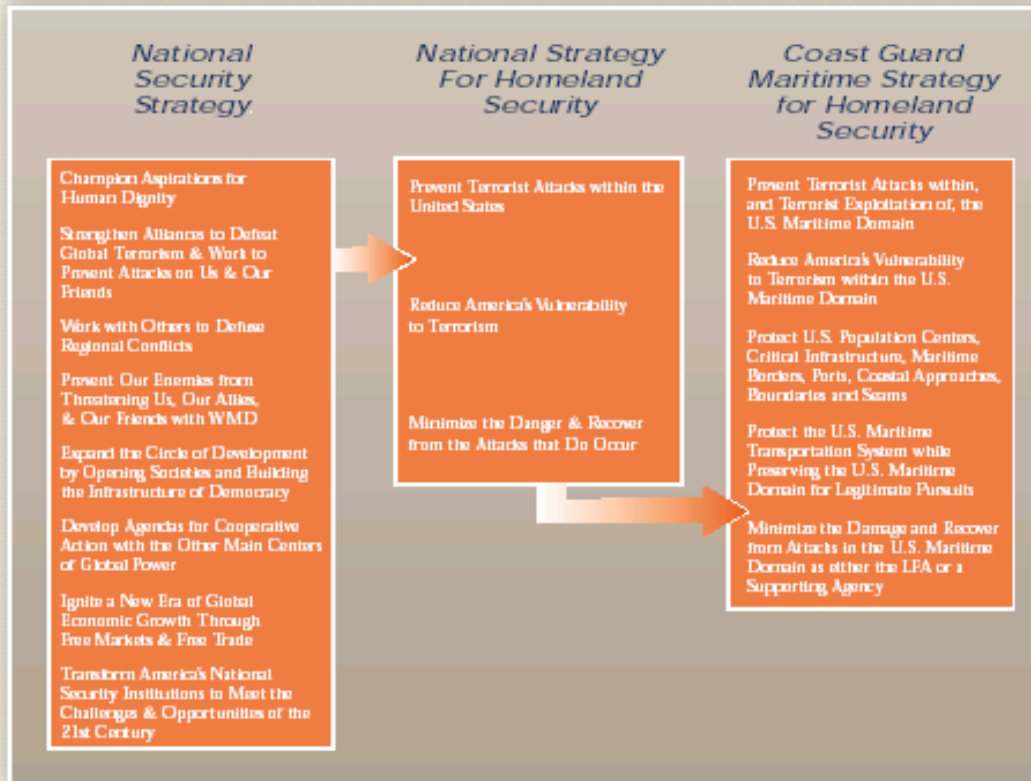 National
Security
Strategy
Champion Aspirations for
Human Dignity
Strengthen Alliances to Defeat
Global Terrorism & Work to
Prevent Attacks on Us & Our
Friends
Work with Others to Defuse
Regional Conflicts
Prevent Our Enemies from
Threatening Us, Our Allies,
& Our Friends with WMD
Expand the Circle of Development
by Opening Societies and Building
the Infrastructure of Democracy
Develop Agendas for Cooperative
Action with the Other Main Centers
of Global Power
Ignite a New Era of Global
Economic Growth Through
Free Markets & Free Trade
Transform America's National
Security Institutions to Meet the
Challenges & Opportunities of the
21st Century
National Strategy
For Homeland
Security
Prevent Terrorist Attacks within the
United States
Reduce America's Vulnerability
to Terrorism
Minimize the Danger & Recover
from the Attacks that Do Occur
Coast Guard
Maritime Strategy
for Homeland
Security
Prevent Terrorist Attacks within,
and Terrorist Exploitation of, the
U.S. Maritime Domain
Reduce America's Vulnerability
to Terrorism within the U.S.
Maritime Domain
Protect U.S. Population Centers,
Critical Infrastructure, Maritime
Borders, Ports, Coastal Approaches,
Boundaries and Seams
Protect the U.S. Maritime
Transportation System while
Preserving the U.S. Maritime
Domain for Legitimate Pursuits
Minimize the Damage and Recover
from Attacks in the U.S. Maritime
Domain as either the LFA or a
Supporting Agency